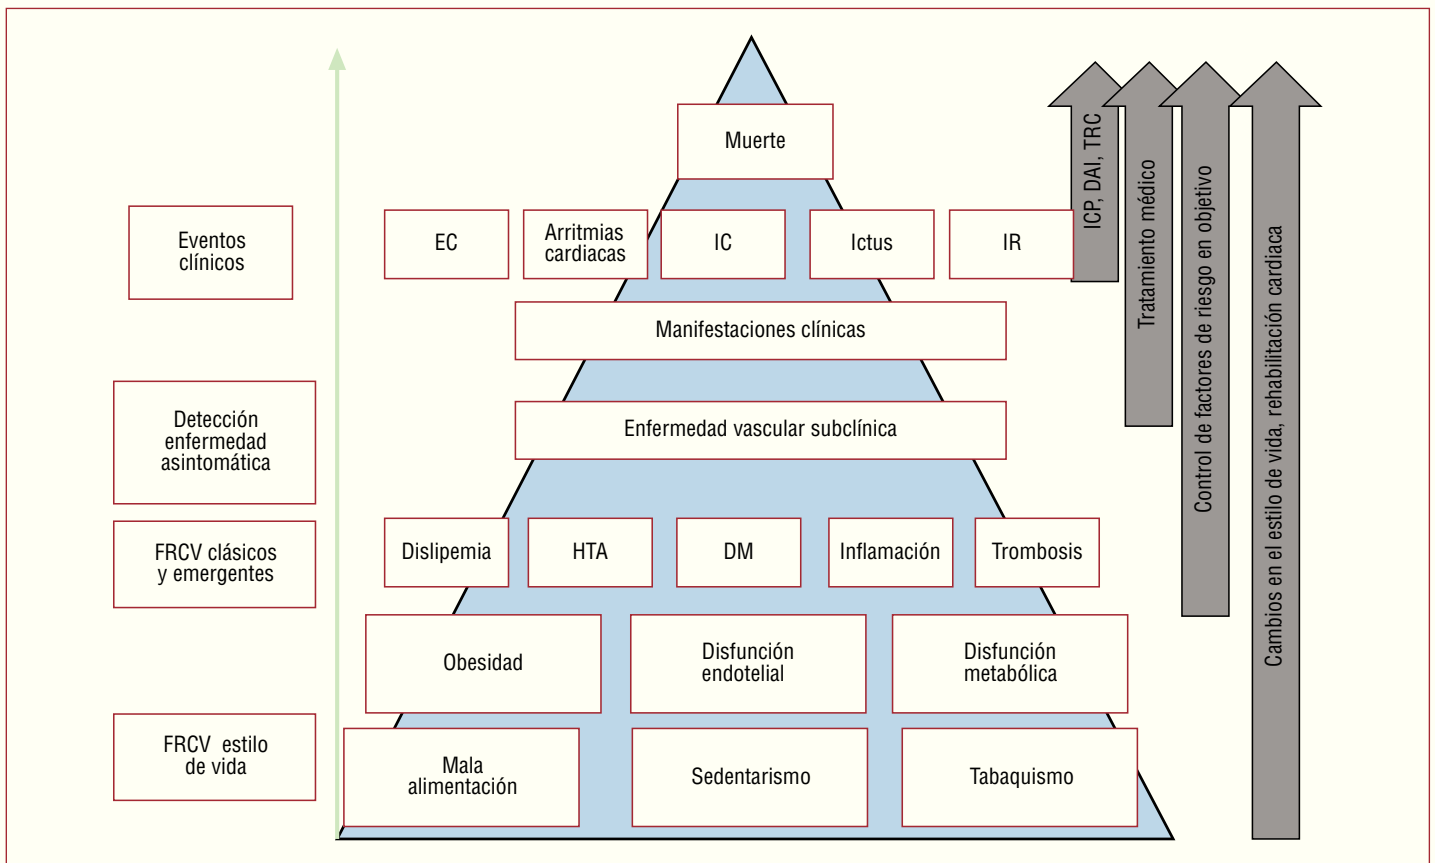 Muerte
Eventos
clínicos
EC
Arritmias
cardiacas
IC
Ictus
IR
Manifestaciones clínicas
Detección
enfermedad
asintomática
Enfermedad vascular subclínica
FRCV clásicos
y emergentes
Dislipemia
HTA
DM
Inflamación
Trombosis
Obesidad
Disfunción
endotelial
Disfunción
metabólica
FRCV estilo
de vida
Mala
alimentación
Sedentarismo
Tabaquismo
ICP, DAI, TRC
Tratamiento médico
Control de factores de riesgo en objetivo
Cambios en el estilo de vida, rehabilitación cardiaca